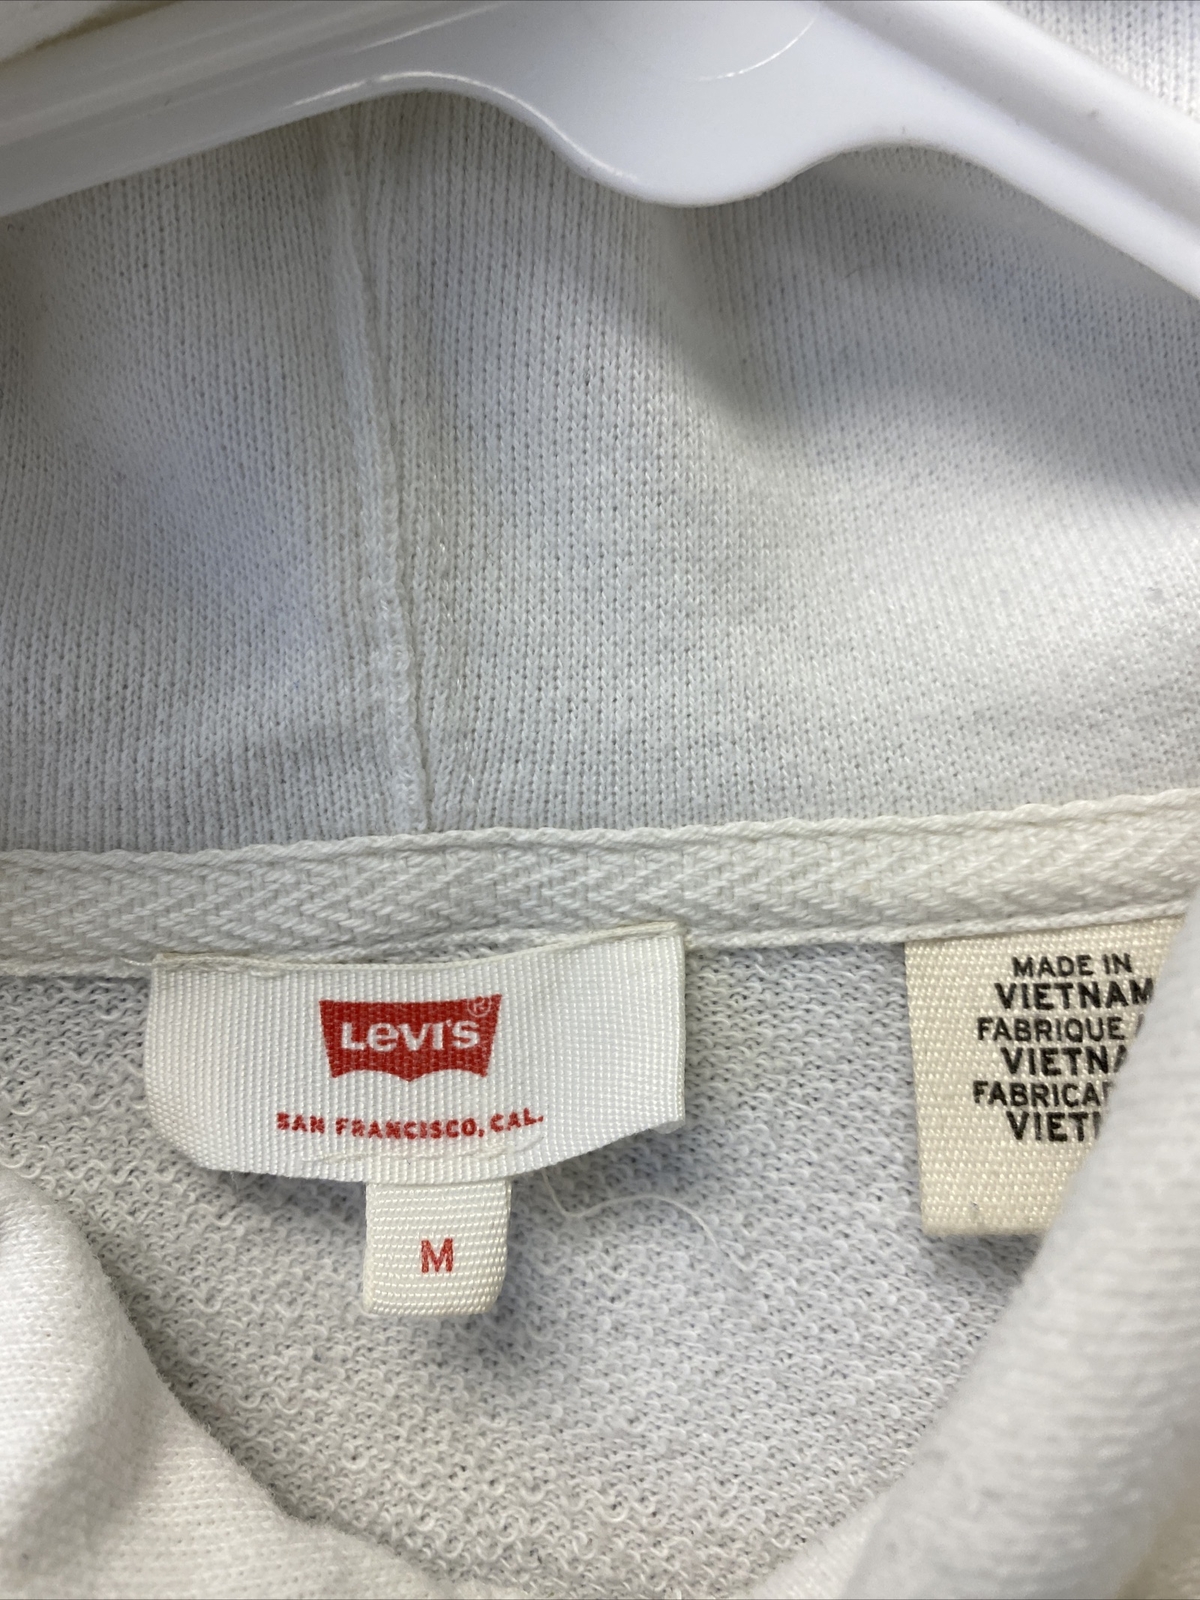 LEVI'S®
SAN FRANCISCO, CAL.
M
MADE IN
VIETNAM
FABRIQUE
VIETNA
FABRICA
VIET